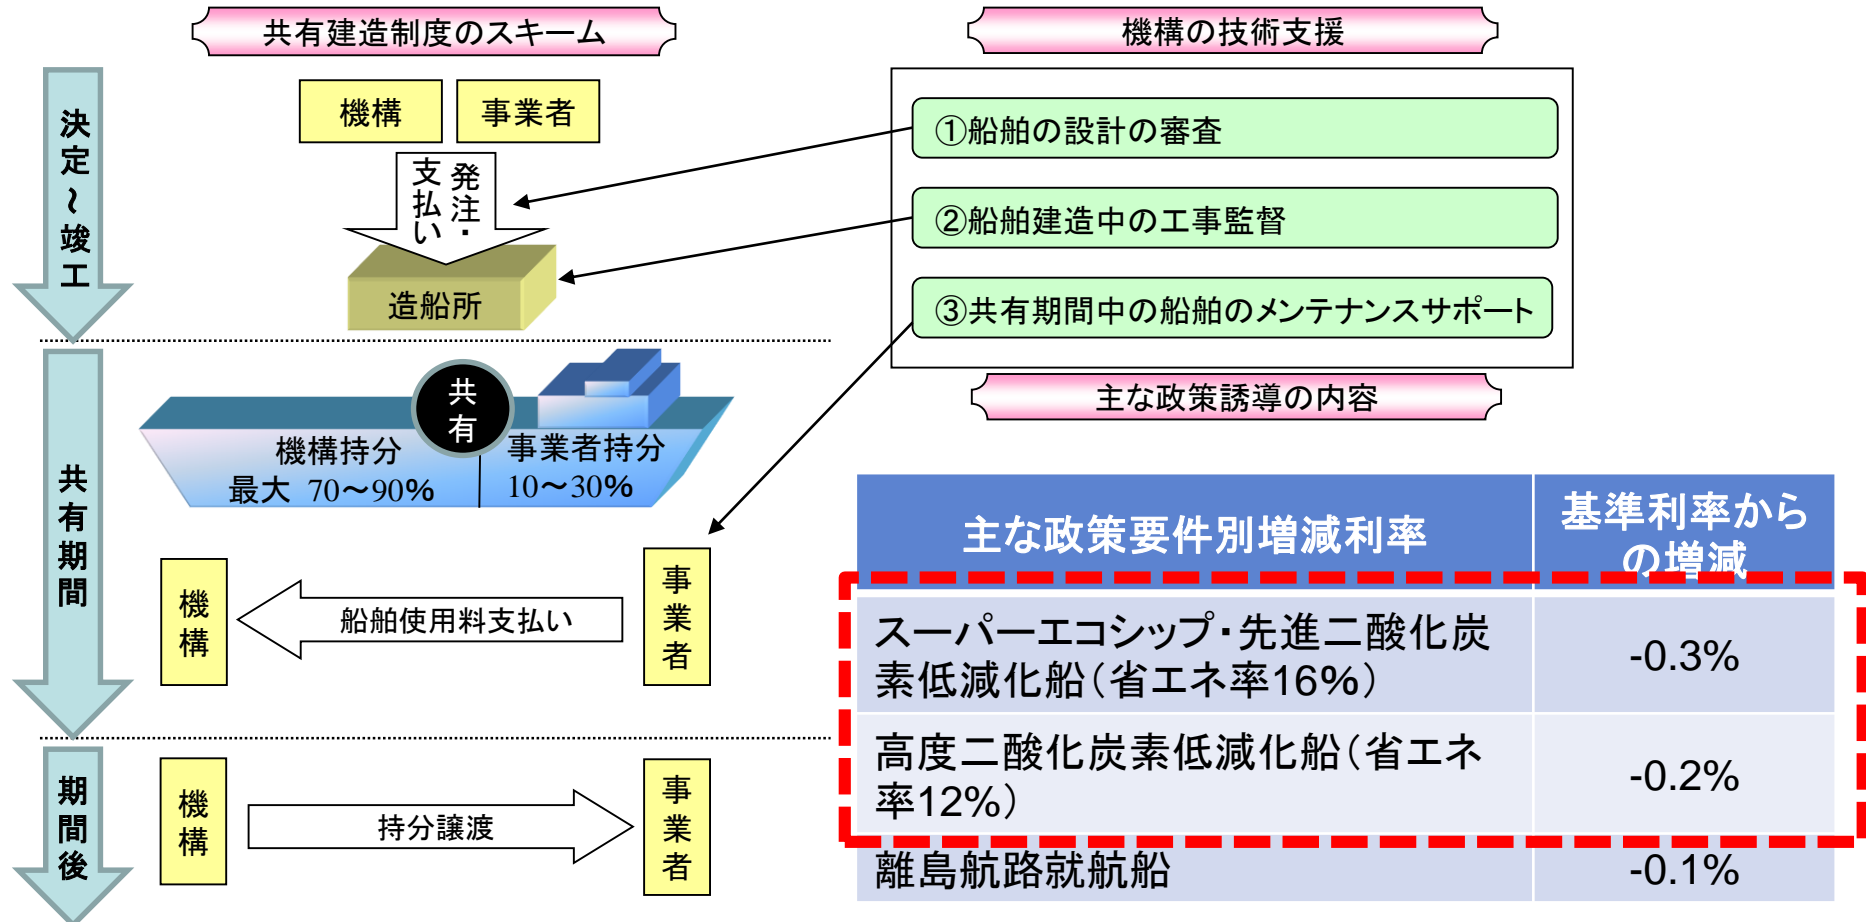 共有建造制度のスキーム
機構の技術支援
決定～竣工
機構
事業者
発注・
支払い
造船所
①船舶の設計の審査
②船舶建造中の工事監督
③共有期間中の船舶のメンテナンスサポート
共有期間
共有
機構持分
最大 70～90%
事業者持分
10～30%
機構
船舶使用料支払い
事業者
期間後
機構
持分譲渡
事業者
主な政策誘導の内容
主な政策要件別増減利率
基準利率から
の増減
スーパーエコシップ・先進二酸化炭
素低減化船（省エネ率16%）
-0.3%
高度二酸化炭素低減化船（省エネ
率12%）
-0.2%
離島航路就航船
-0.1%